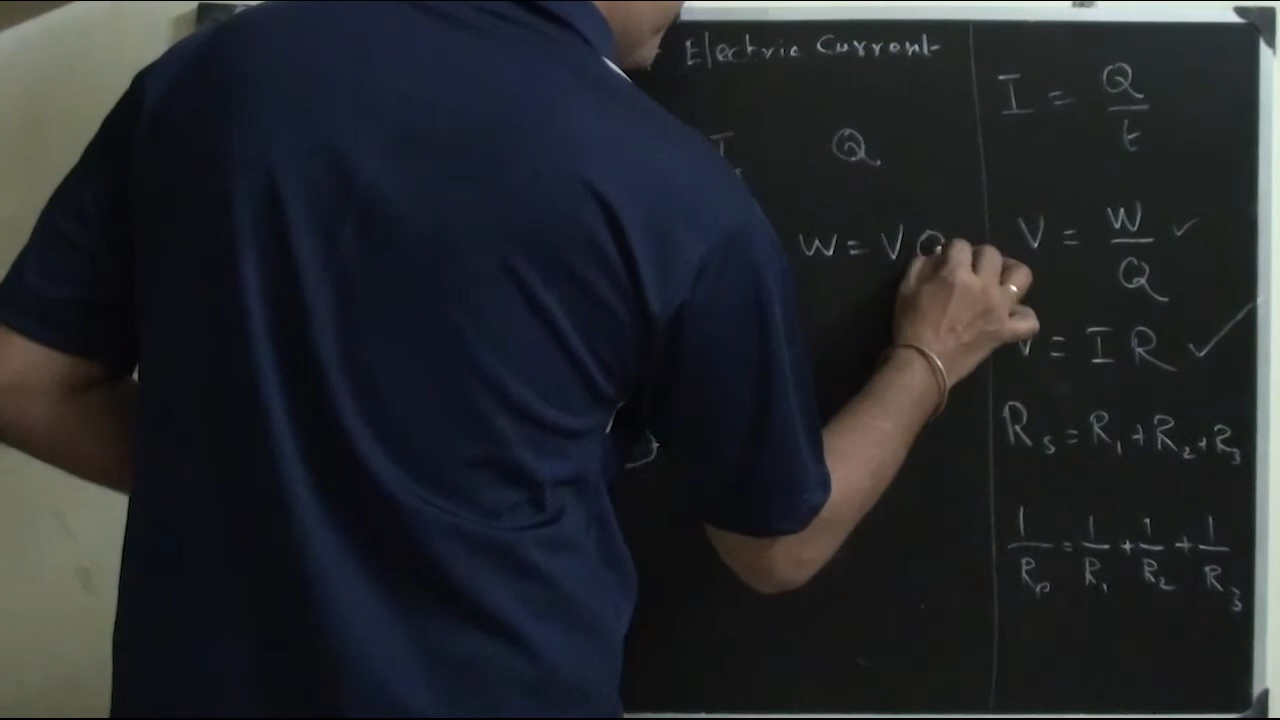 Electric Current
I Q
W = V Q
I = Q/t
V = W/Q ✓
V = I R ✓
Rs = R1 + R2 + R3
1/Rp = 1/R1 + 1/R2 + 1/R3